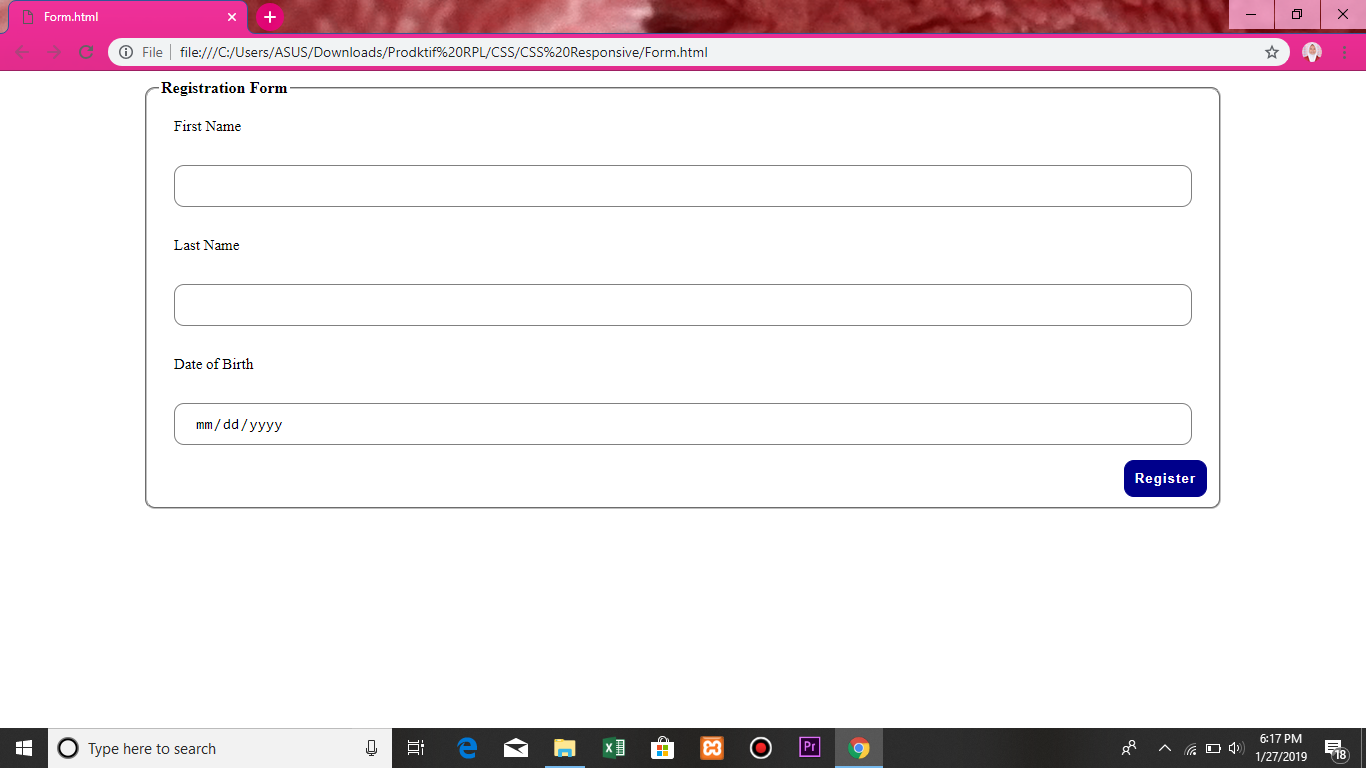 Form.html
File
file:///C:/Users/ASUS/Downloads/Prodktif%20RPL/CSS/CSS%20Responsive/Form.html
Registration Form
First Name
Last Name
Date of Birth
mm/dd/yyyy
Register
Type here to search
Pr
6:17 PM
1/27/2019
18